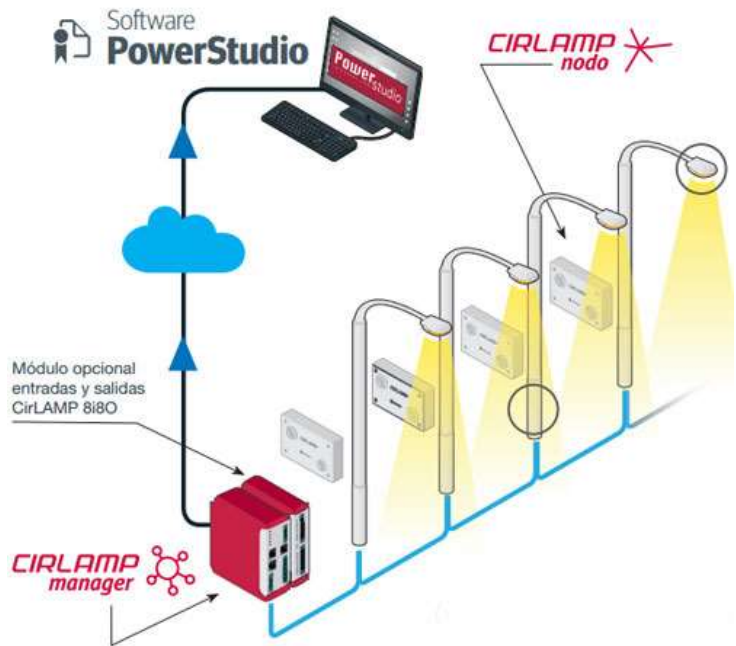 Software
PowerStudio
Power
studio
CIRLAMP
nodo
Módulo opcional
entradas y salidas
CirLAMP 8i8O
CIRLAMP
manager